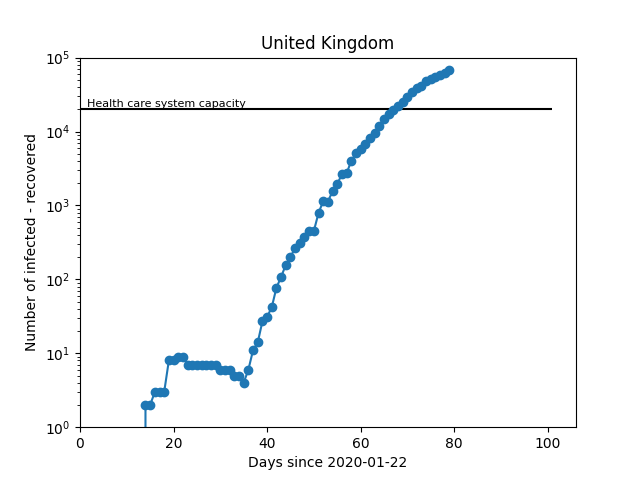 United Kingdom
Number of infected - recovered
10^5
10^4
10^3
10^2
10^1
10^0
Health care system capacity
0 20 40 60 80 100
Days since 2020-01-22